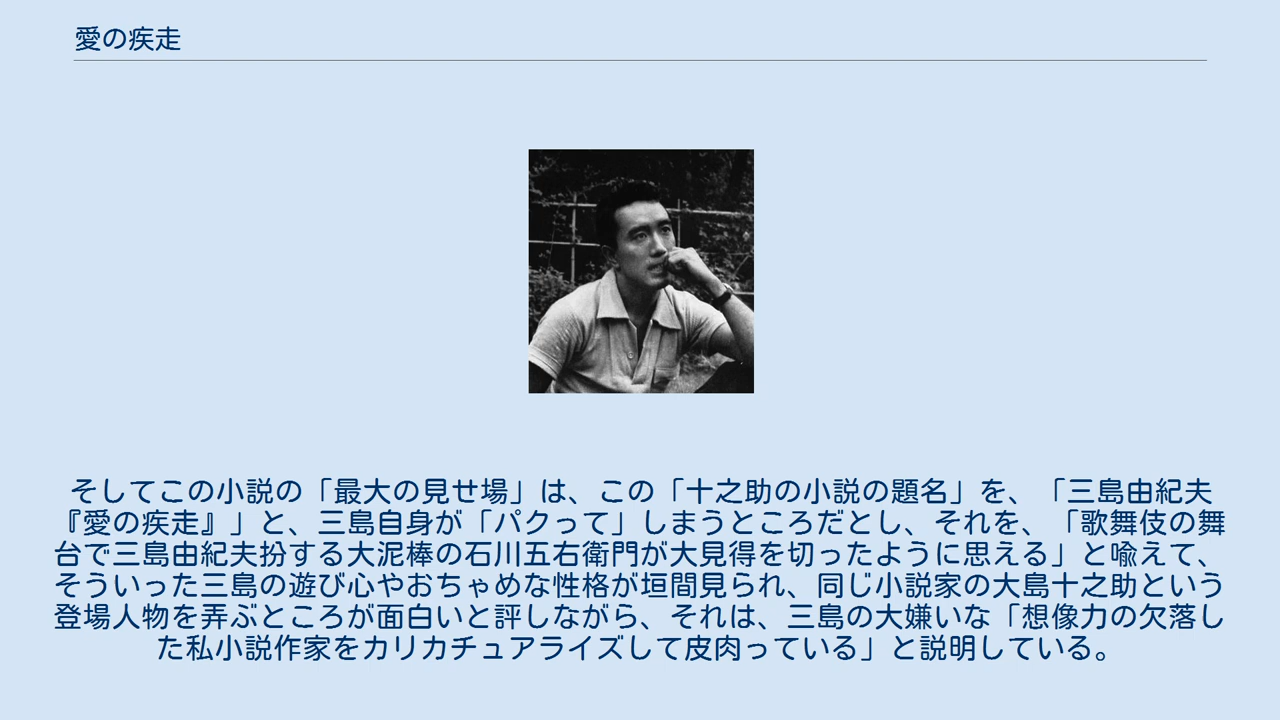 愛の疾走
そしてこの小説の「最大の見せ場」は、この「十之助の小説の題名」を、「三島由紀夫
『愛の疾走』」と、三島自身が「パクって」しまうところだとし、それを、「歌舞伎の舞
台で三島由紀夫扮する大泥棒の石川五右衛門が大見得を切ったように思える」と喩えて、
そういった三島の遊び心やおちゃめな性格が垣間見られ、同じ小説家の大島十之助という
登場人物を弄ぶところが面白いと評しながら、それは、三島の大嫌いな「想像力の欠落し
た私小説作家をカリカチュアライズして皮肉っている」と説明している。